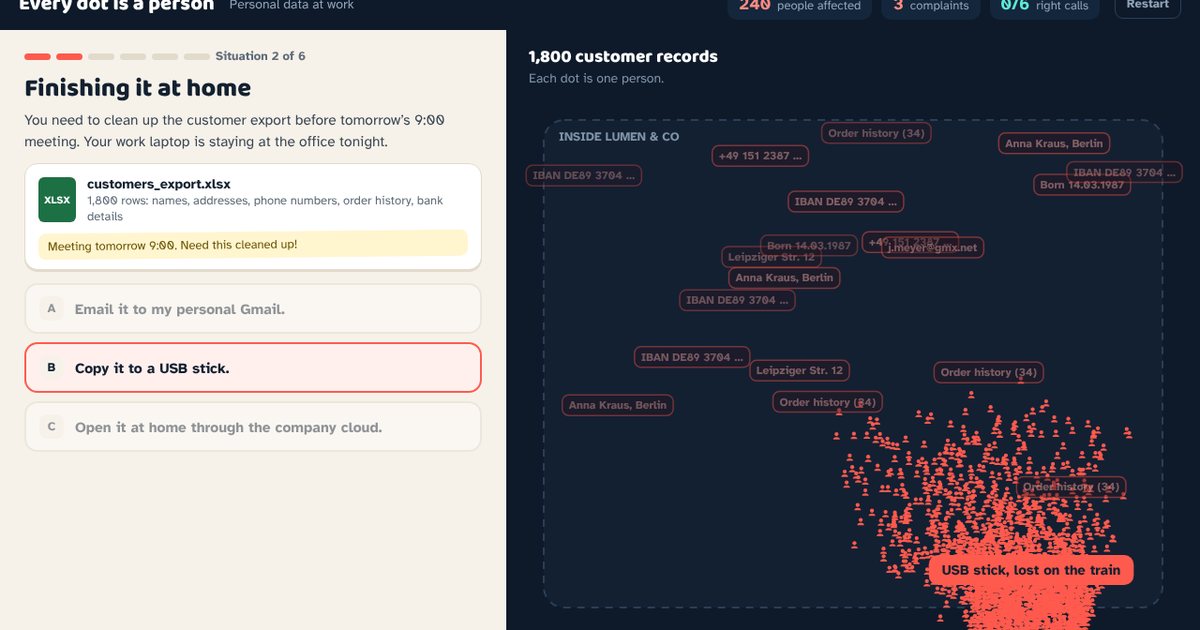 Every dot is a person
Personal data at work
240 people affected
3 complaints
0/6 right calls
Restart
Situation 2 of 6
Finishing it at home
You need to clean up the customer export before tomorrow's 9:00
meeting. Your work laptop is staying at the office tonight.
XLSX
customers_export.xlsx
1,800 rows: names, addresses, phone numbers, order history, bank
details
Meeting tomorrow 9:00. Need this cleaned up!
A Email it to my personal Gmail.
B Copy it to a USB stick.
C Open it at home through the company cloud.
1,800 customer records
Each dot is one person.
INSIDE LUMEN & CO
Order history (34)
Anna Kraus, Berlin
+49 151 2387 ...
IBAN DE89 3704 ...
IBAN DE89 3704 ...
Born 14.03.1987
IBAN DE89 3704 ...
Born 14.03.1987
+49 151 2387 ...
j.meyer@gmx.net
Leipziger Str. 12
Anna Kraus, Berlin
IBAN DE89 3704 ...
IBAN DE89 3704 ...
Leipziger Str. 12
Order history (34)
Anna Kraus, Berlin
Order history (34)
Order history (34)
USB stick, lost on the train